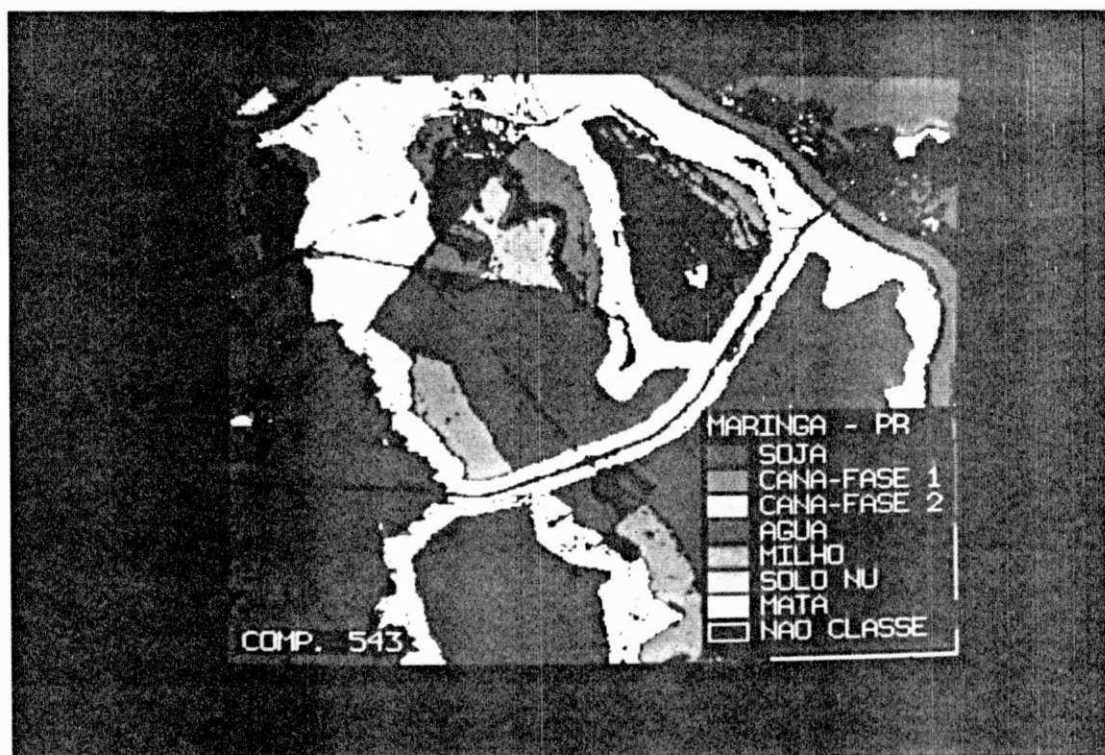 MARINGA - PR
SOJA
CANA-FASE 1
CANA-FASE 2
AGUA
MILHO
SOLO NU
MATA
NAO CLASSE
COMP. 543